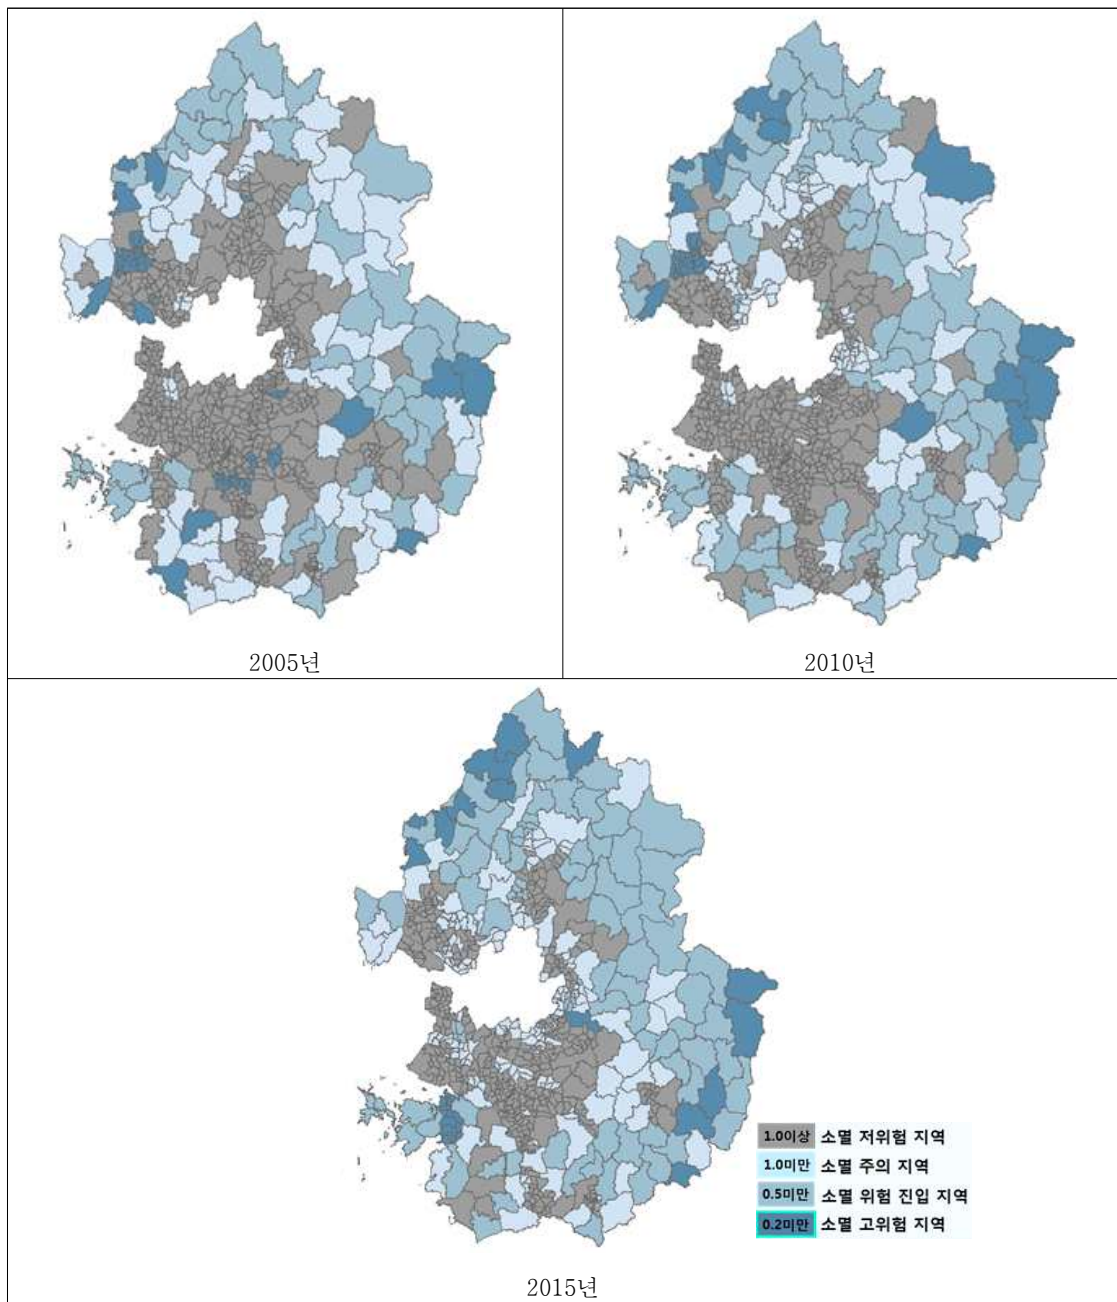 2005년
2010년
1.0이상 소멸 저위험 지역
1.0미만 소멸 주의 지역
0.5미만 소멸 위험 진입 지역
0.2미만 소멸 고위험 지역
2015년